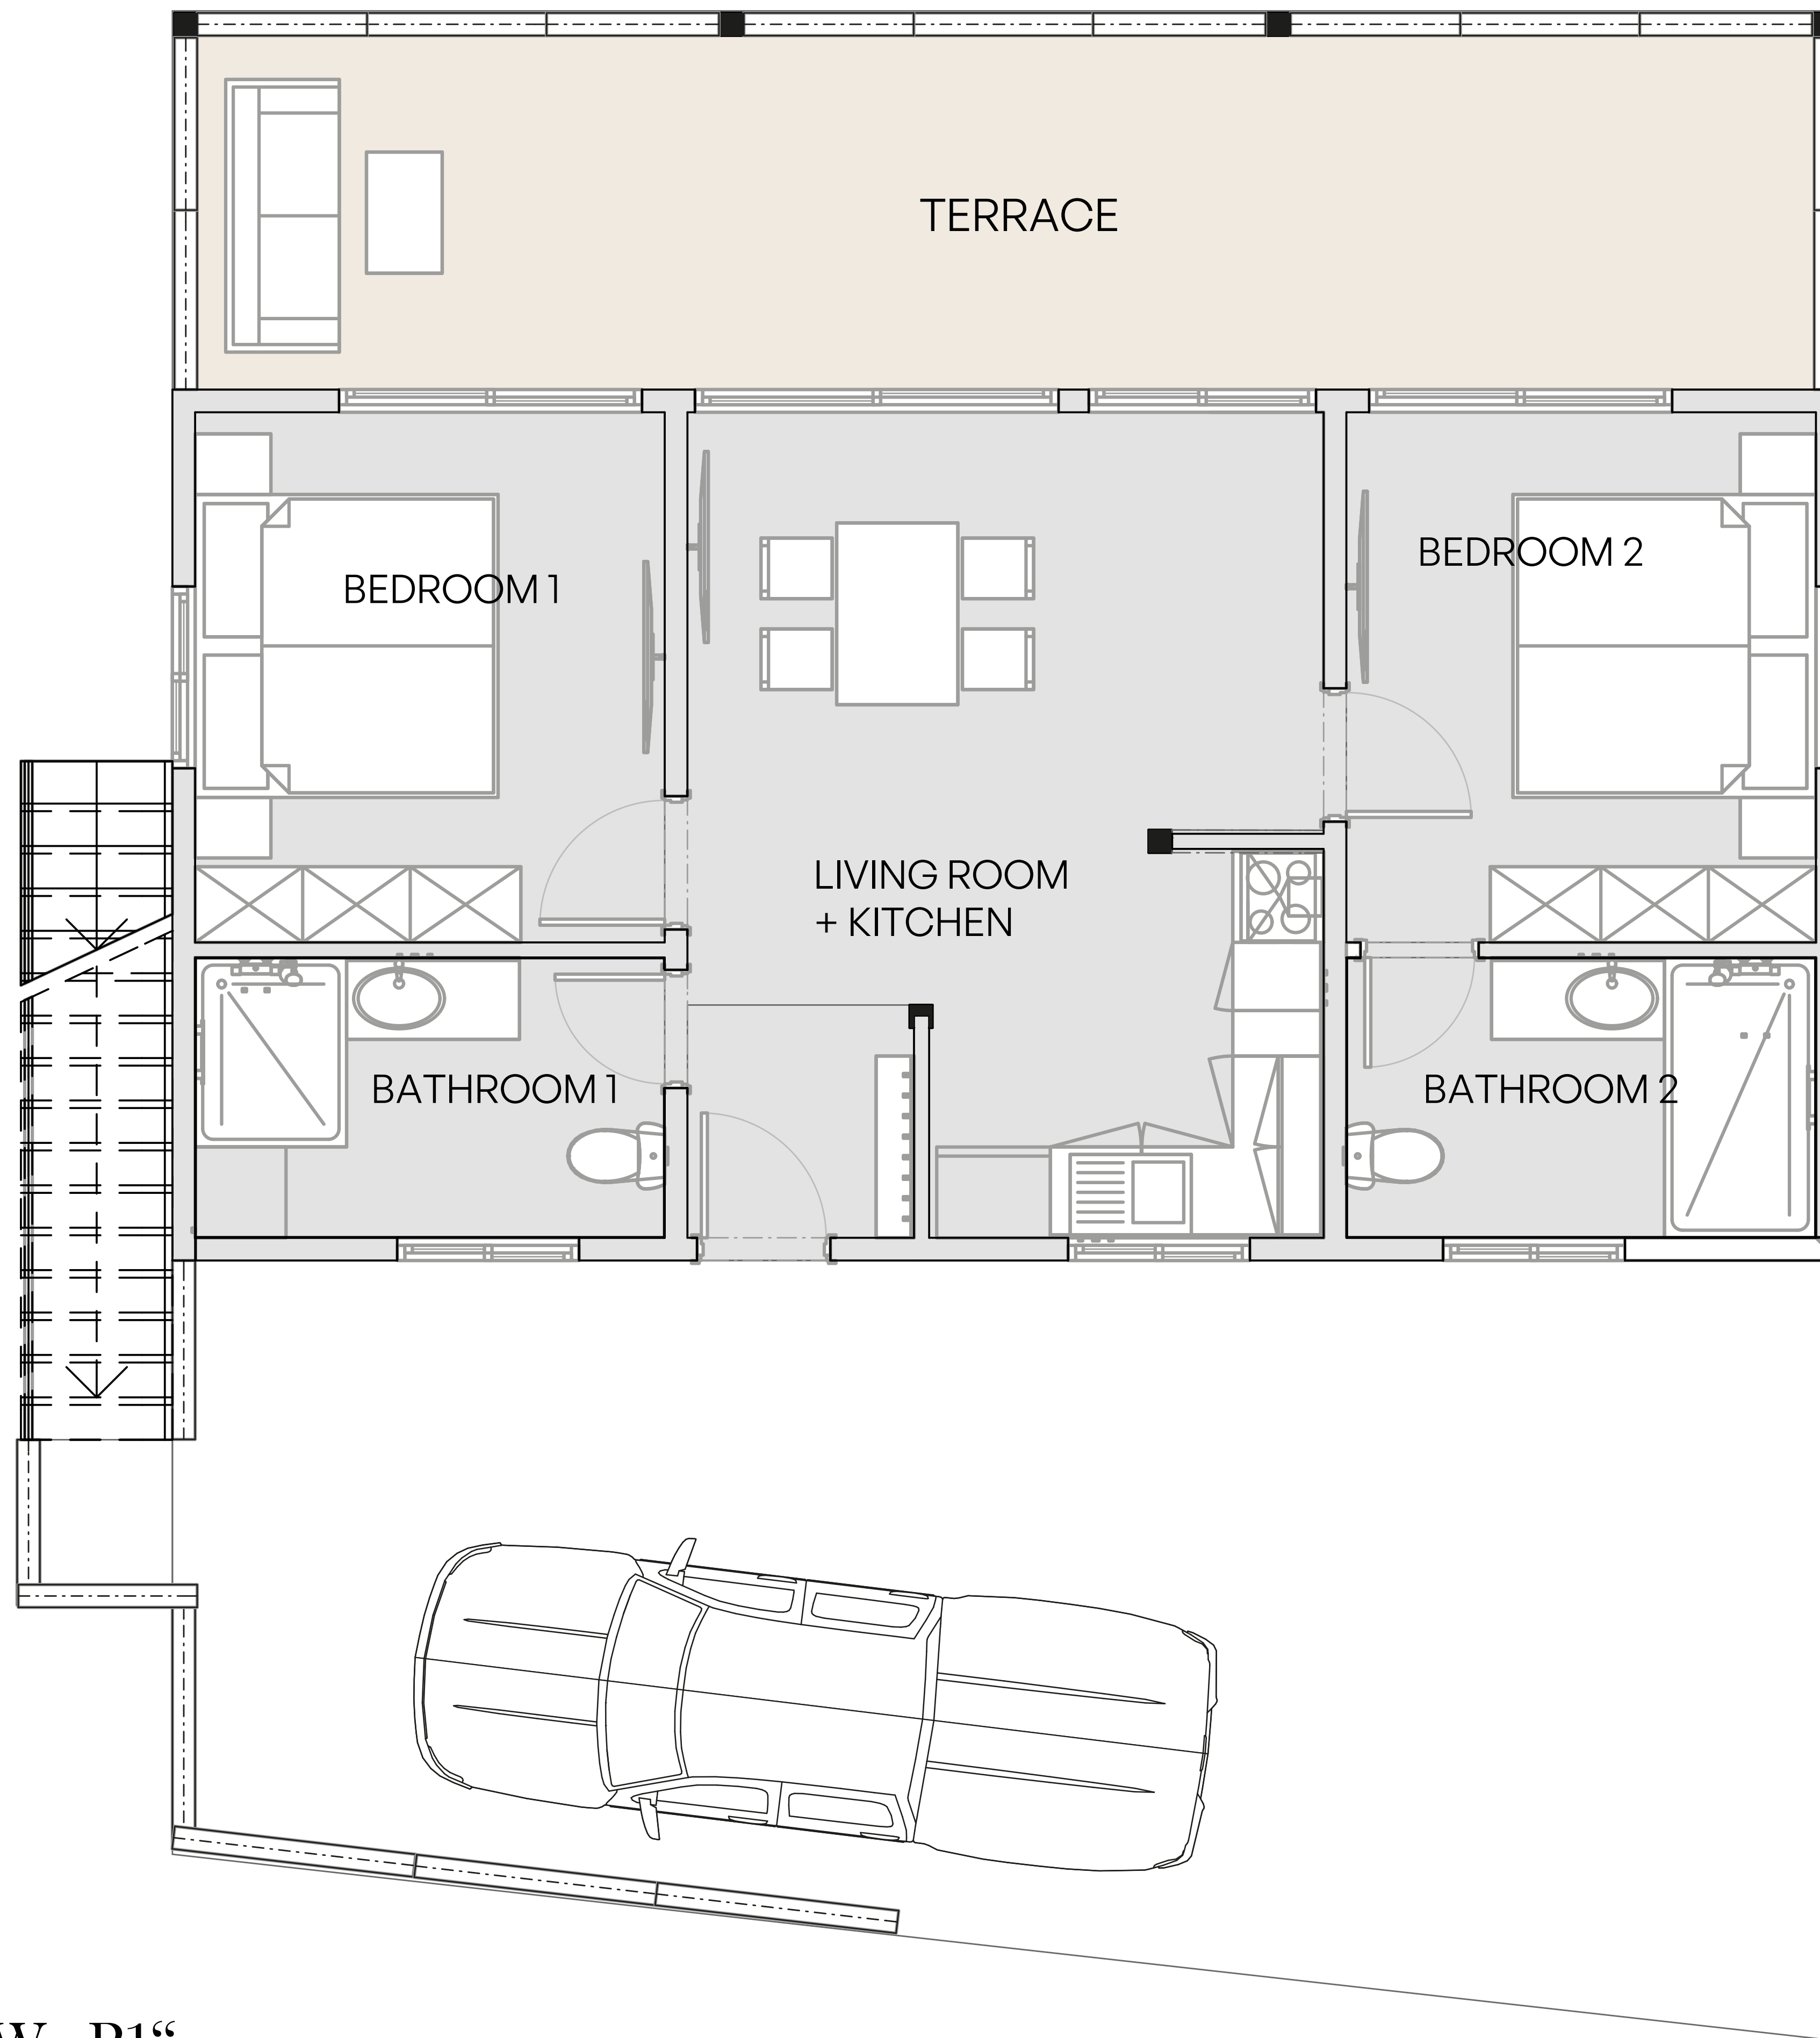 TERRACE
BEDROOM 1
BEDROOM 2
LIVING ROOM
+ KITCHEN
BATHROOM 1
BATHROOM 2